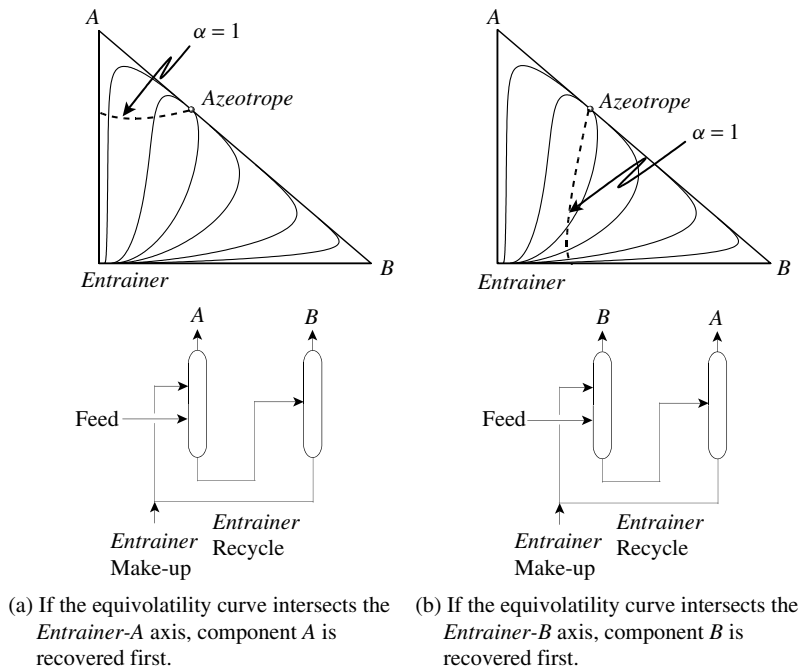 A
α = 1
Azeotrope
Entrainer
B
A
Azeotrope
α = 1
Entrainer
B
A
B
Feed
Entrainer
Make-up
Entrainer
Recycle
B
A
Feed
Entrainer
Make-up
Entrainer
Recycle
(a) If the equivolatility curve intersects the
Entrainer-A axis, component A is
recovered first.
(b) If the equivolatility curve intersects the
Entrainer-B axis, component B is
recovered first.